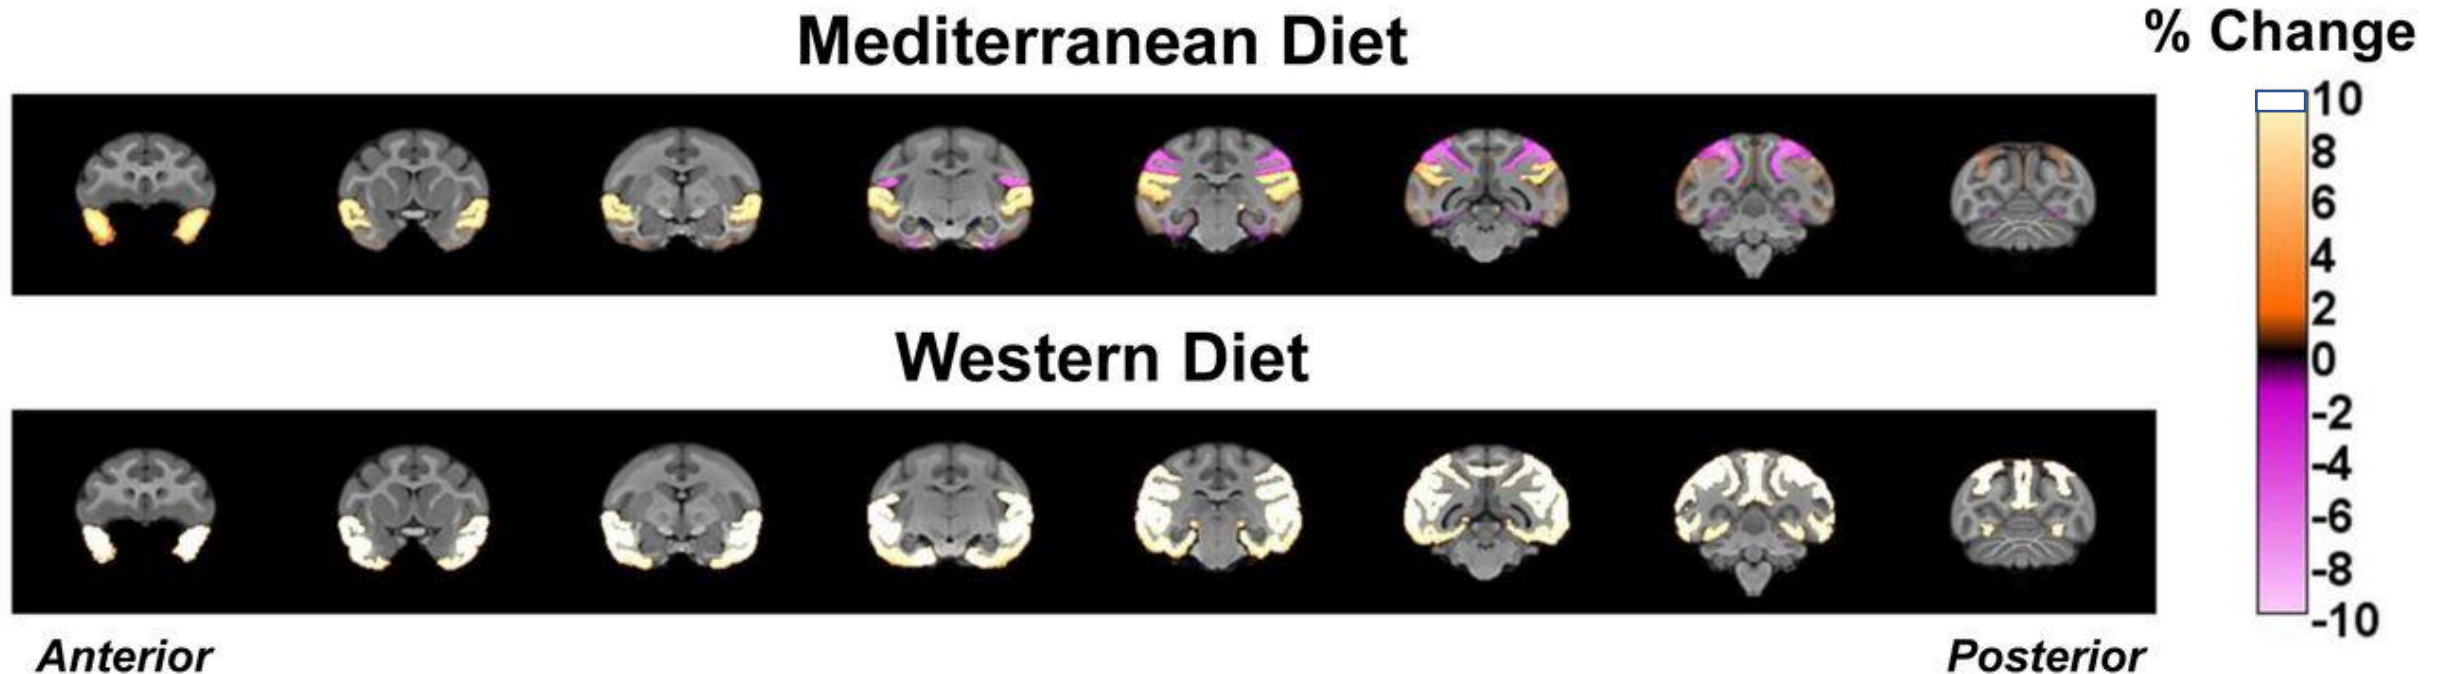 Mediterranean Diet
% Change
10
8
6
4
2
0
-2
-4
-6
-8
-10
Western Diet
Anterior
Posterior